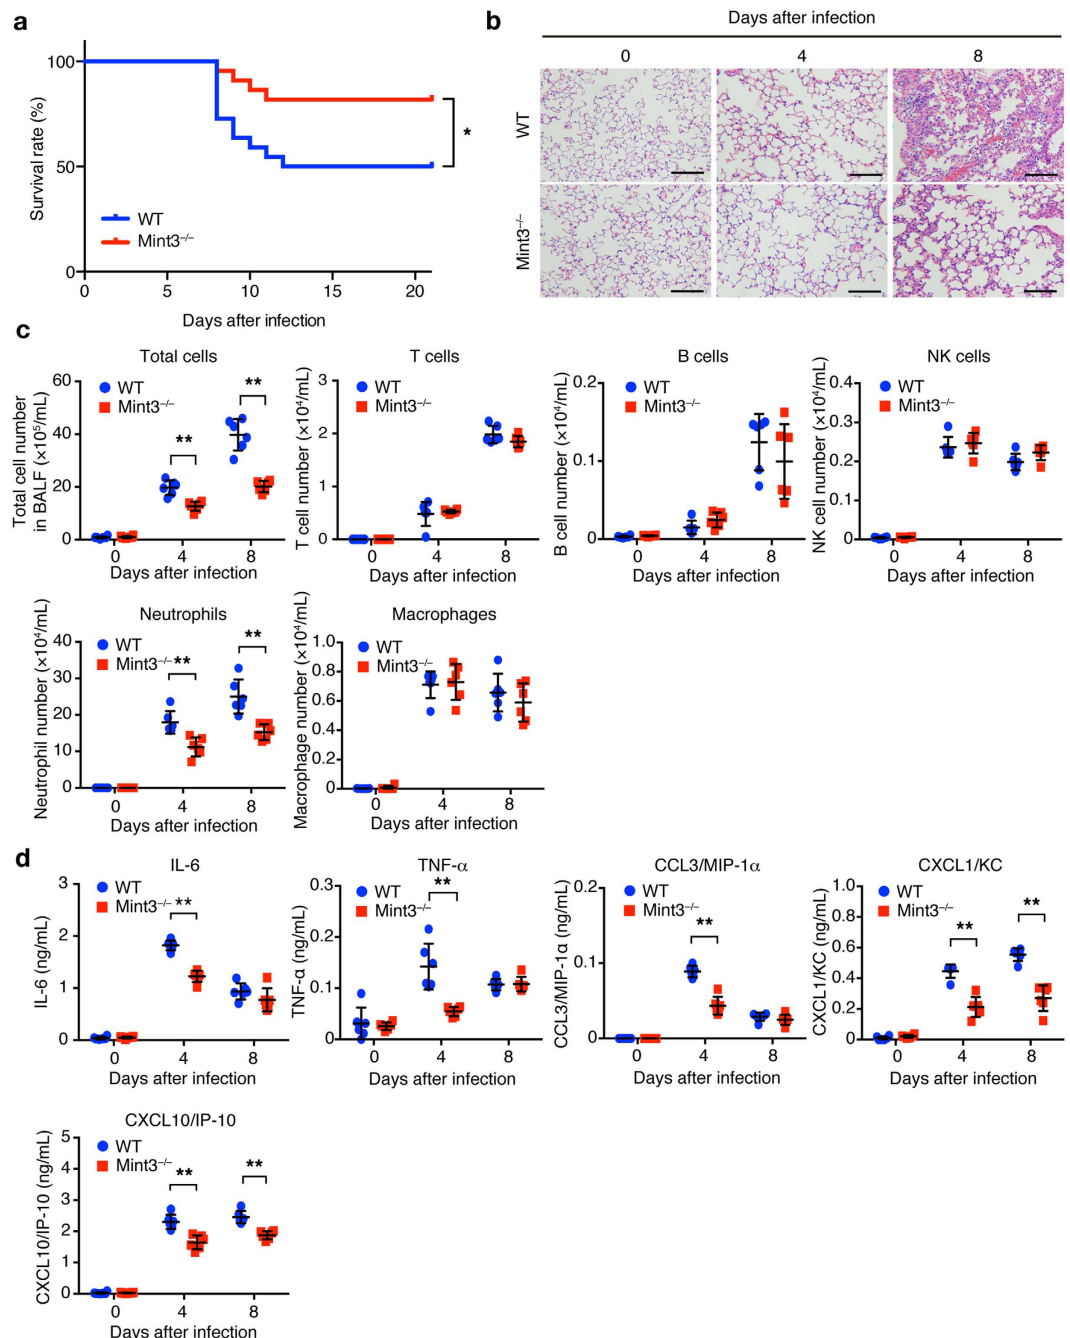 a
Survival rate (%)
100
50
0
WT
Mint3–/–
*
0 5 10 15 20
Days after infection
b
Days after infection
0 4 8
WT
Mint3–/–
c
Total cells
Total cell number
in BALF (×10⁵/mL)
60
40
20
0
WT
Mint3–/–
** **
0 4 8
Days after infection
T cells
T cell number (×10⁴/mL)
3
2
1
0
WT
Mint3–/–
0 4 8
Days after infection
B cells
B cell number (×10⁴/mL)
0.2
0.1
0
WT
Mint3–/–
0 4 8
Days after infection
NK cells
NK cell number (×10⁴/mL)
0.4
0.3
0.2
0.1
0
WT
Mint3–/–
0 4 8
Days after infection
Neutrophils
Neutrophil number (×10⁴/mL)
40
30
20
10
0
WT
Mint3–/–
** **
0 4 8
Days after infection
Macrophages
Macrophage number (×10⁴/mL)
1.0
0.8
0.6
0.4
0.2
0
WT
Mint3–/–
0 4 8
Days after infection
d
IL-6
IL-6 (ng/mL)
3
2
1
0
WT
Mint3–/–
**
0 4 8
Days after infection
TNF-α
TNF-α (ng/mL)
0.3
0.2
0.1
0
WT
Mint3–/–
**
0 4 8
Days after infection
CCL3/MIP-1α
CCL3/MIP-1α (ng/mL)
0.2
0.1
0
WT
Mint3–/–
**
0 4 8
Days after infection
CXCL1/KC
CXCL1/KC (ng/mL)
1.0
0.8
0.6
0.4
0.2
0
WT
Mint3–/–
** **
0 4 8
Days after infection
CXCL10/IP-10
CXCL10/IP-10 (ng/mL)
5
4
3
2
1
0
WT
Mint3–/–
** **
0 4 8
Days after infection